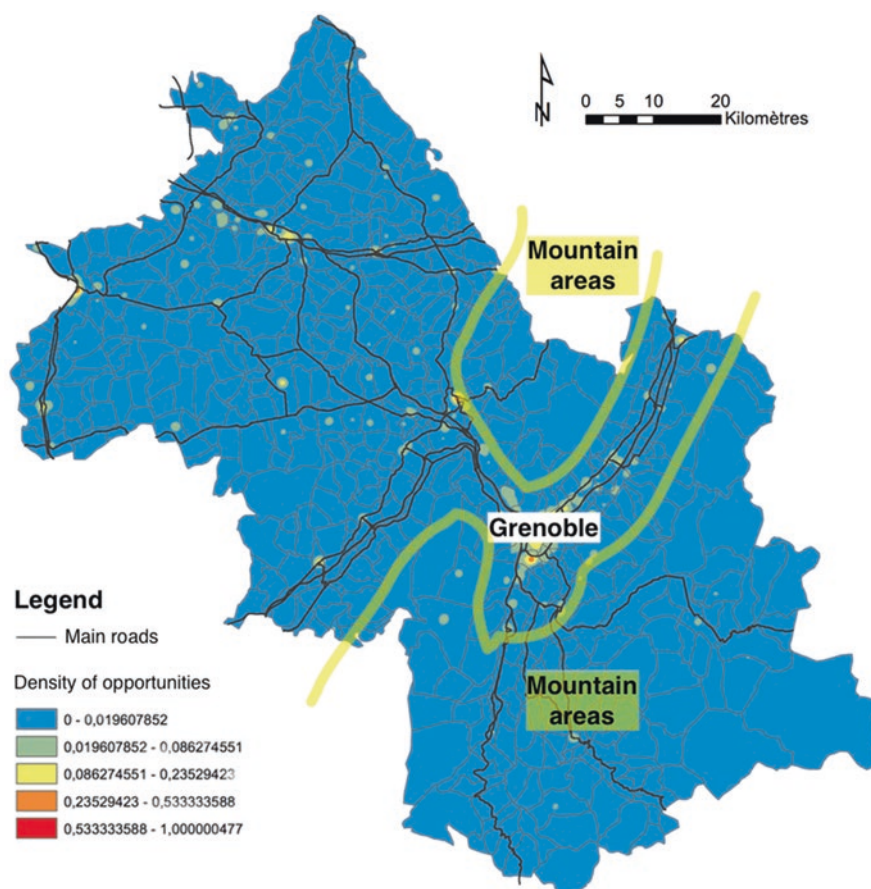 N
0 5 10 20
Kilomètres
Mountain
areas
Grenoble
Mountain
areas
Legend
Main roads
Density of opportunities
0 - 0,019607852
0,019607852 - 0,086274551
0,086274551 - 0,23529423
0,23529423 - 0,533333588
0,533333588 - 1,000000477